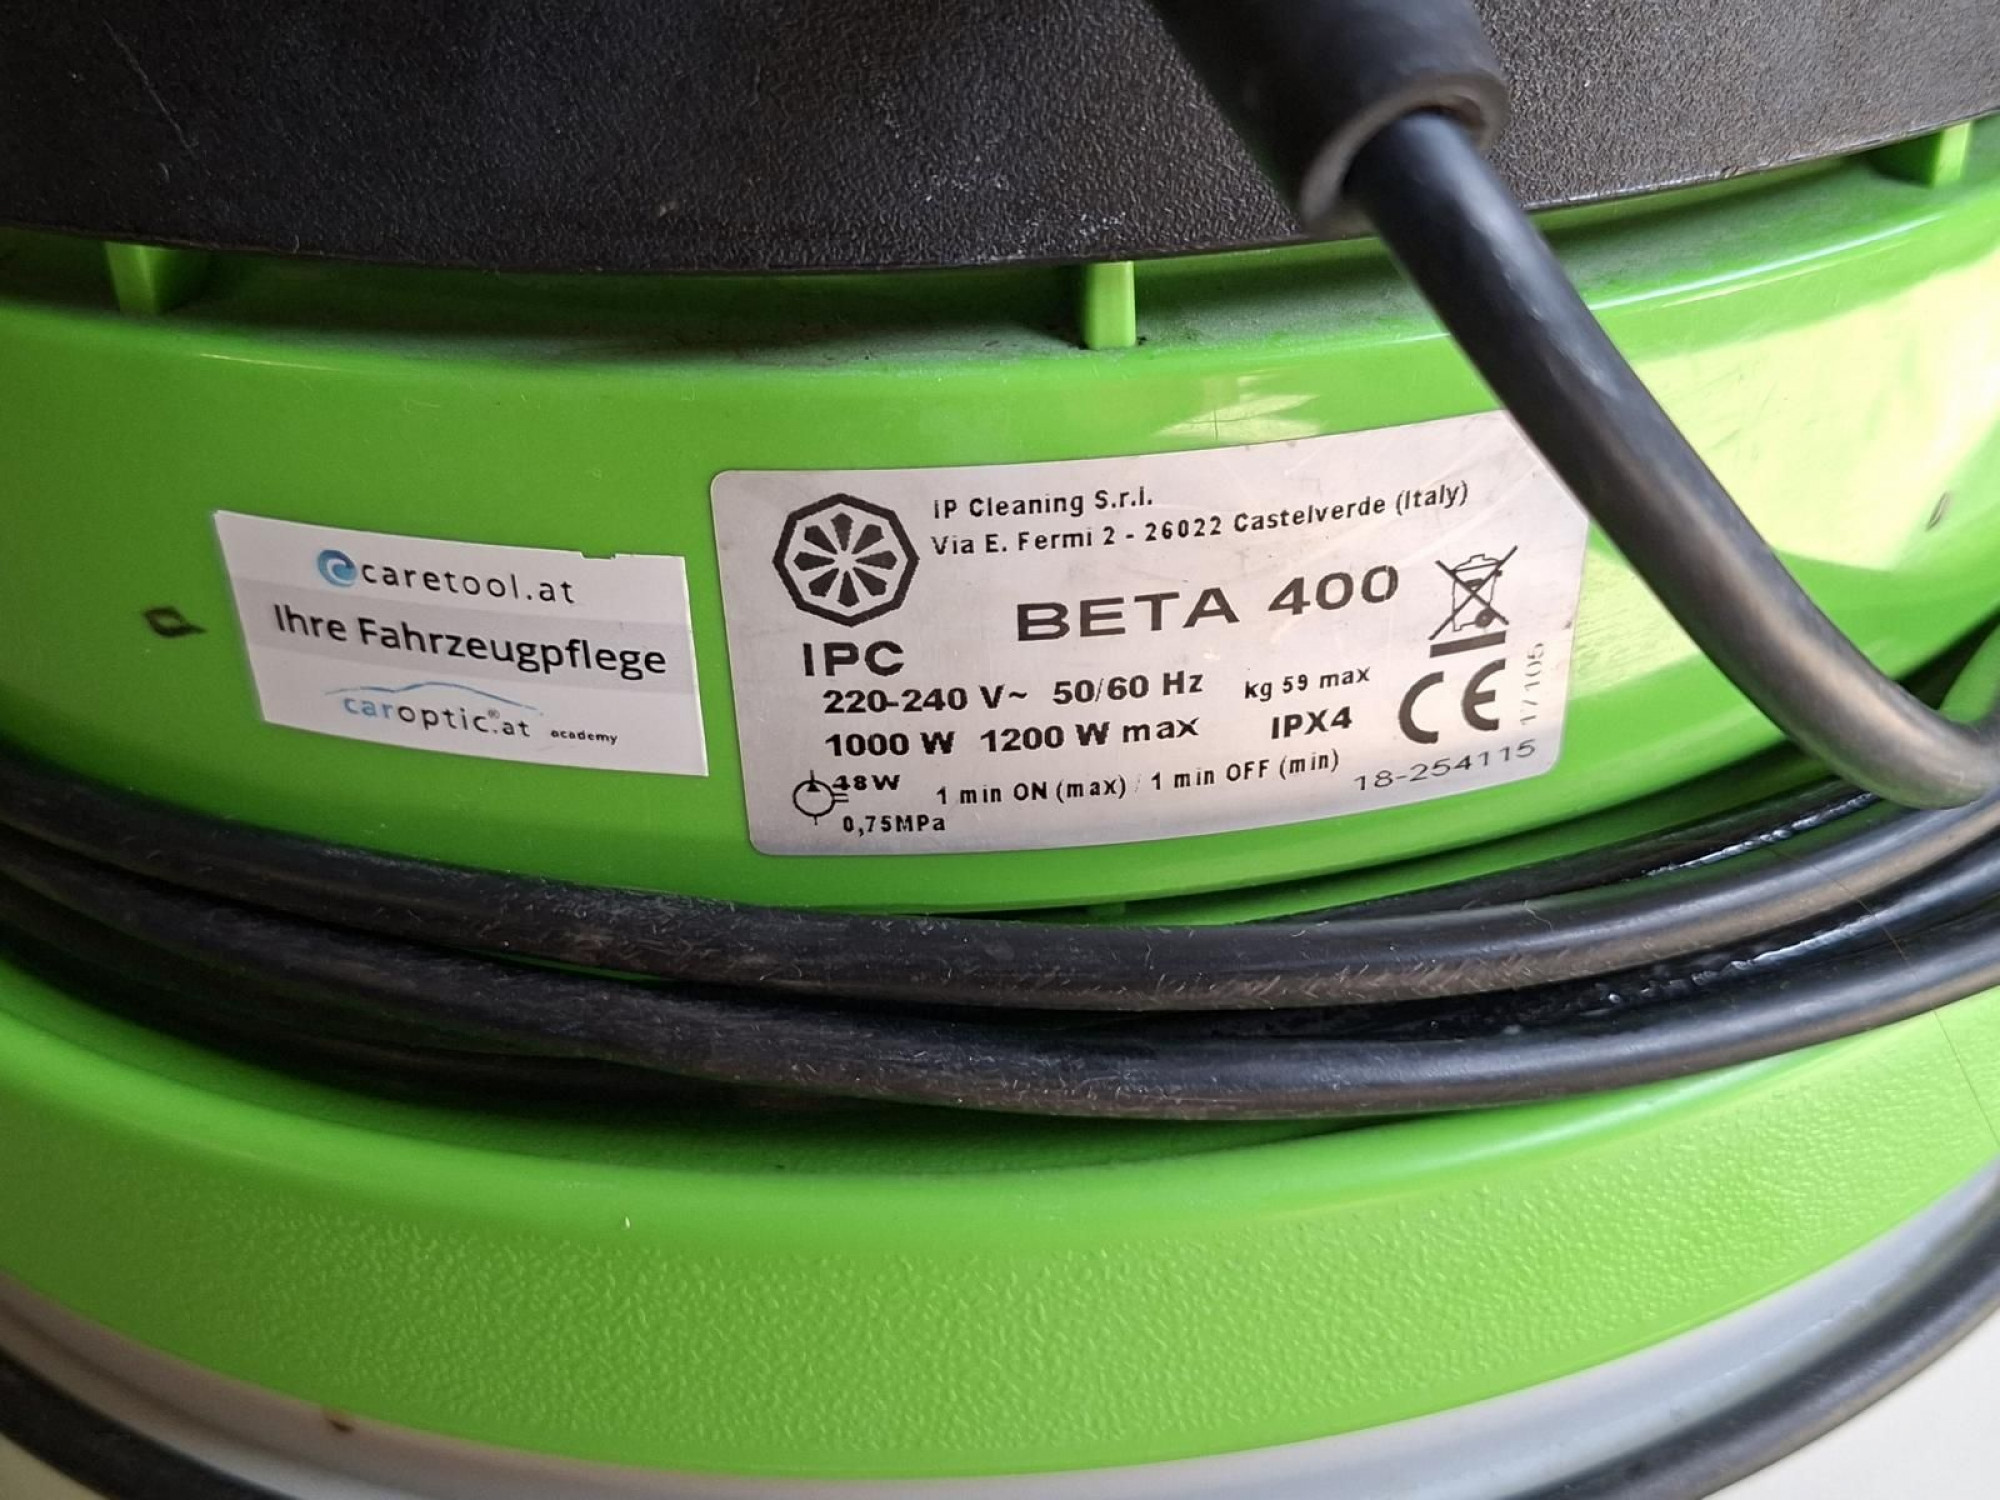 caretool.at
Ihre Fahrzeugpflege
caroptic®.at academy
IP Cleaning S.r.l.
Via E. Fermi 2 - 26022 Castelverde (Italy)
IPC
BETA 400
220-240 V~ 50/60 Hz kg 59 max
1000 W 1200 W max IPX4
CE
17105
48W
0,75MPa
1 min ON (max) / 1 min OFF (min)
18-254115